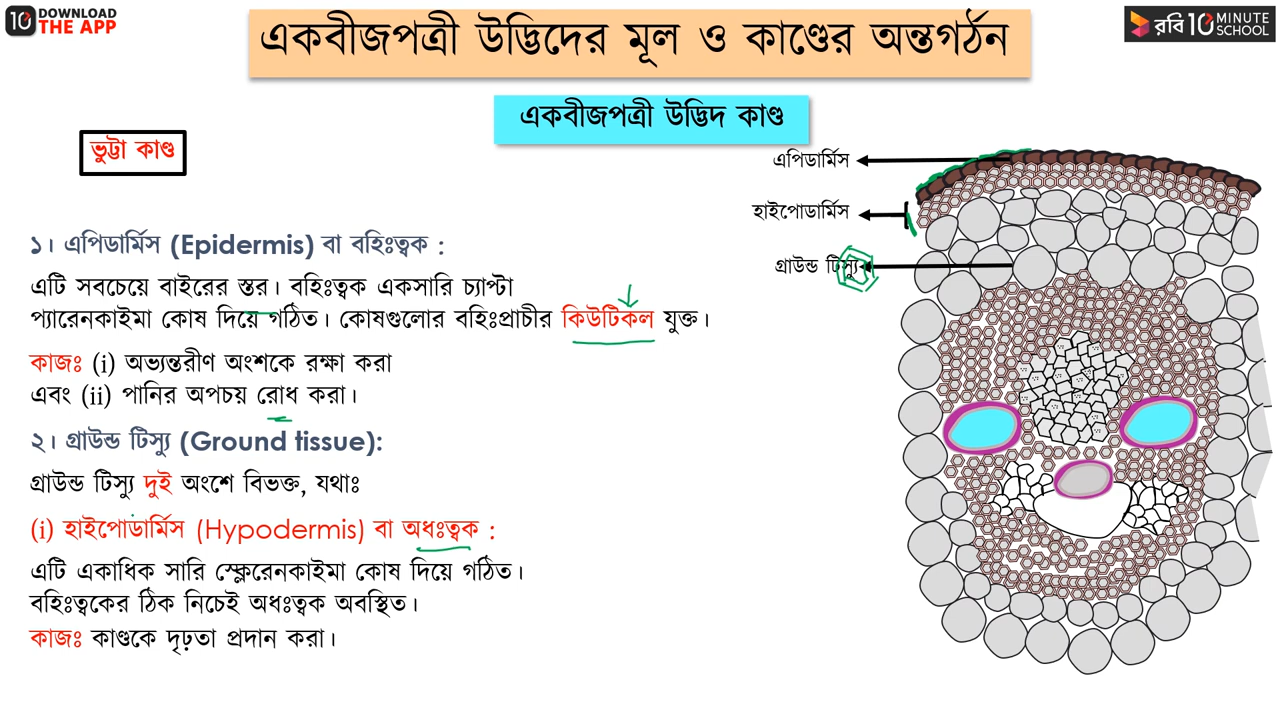 10 DOWNLOAD
THE APP
একবীজপত্রী উদ্ভিদের মূল ও কাণ্ডের অন্তগর্ঠন
রবি 10 MINUTE
SCHOOL
একবীজপত্রী উদ্ভিদ কাণ্ড
ভুট্টা কাণ্ড
এপিডার্মিস
হাইপোডার্মিস
গ্রাউন্ড টিস্যু
১। এপিডার্মিস (Epidermis) বা বহিঃত্বক :
এটি সবচেয়ে বাইরের স্তর। বহিঃত্বক একসারি চ্যাপ্টা
প্যারেনকাইমা কোষ দিয়ে গঠিত। কোষগুলোর বহিঃপ্রাচীর কিউটিকল যুক্ত।
কাজঃ (i) অভ্যন্তরীণ অংশকে রক্ষা করা
এবং (ii) পানির অপচয় রোধ করা।
২। গ্রাউন্ড টিস্যু (Ground tissue):
গ্রাউন্ড টিস্যু দুই অংশে বিভক্ত, যথাঃ
(i) হাইপোডার্মিস (Hypodermis) বা অধঃত্বক :
এটি একাধিক সারি স্ক্লেরেনকাইমা কোষ দিয়ে গঠিত।
বহিঃত্বকের ঠিক নিচেই অধঃত্বক অবস্থিত।
কাজঃ কাণ্ডকে দৃঢ়তা প্রদান করা।